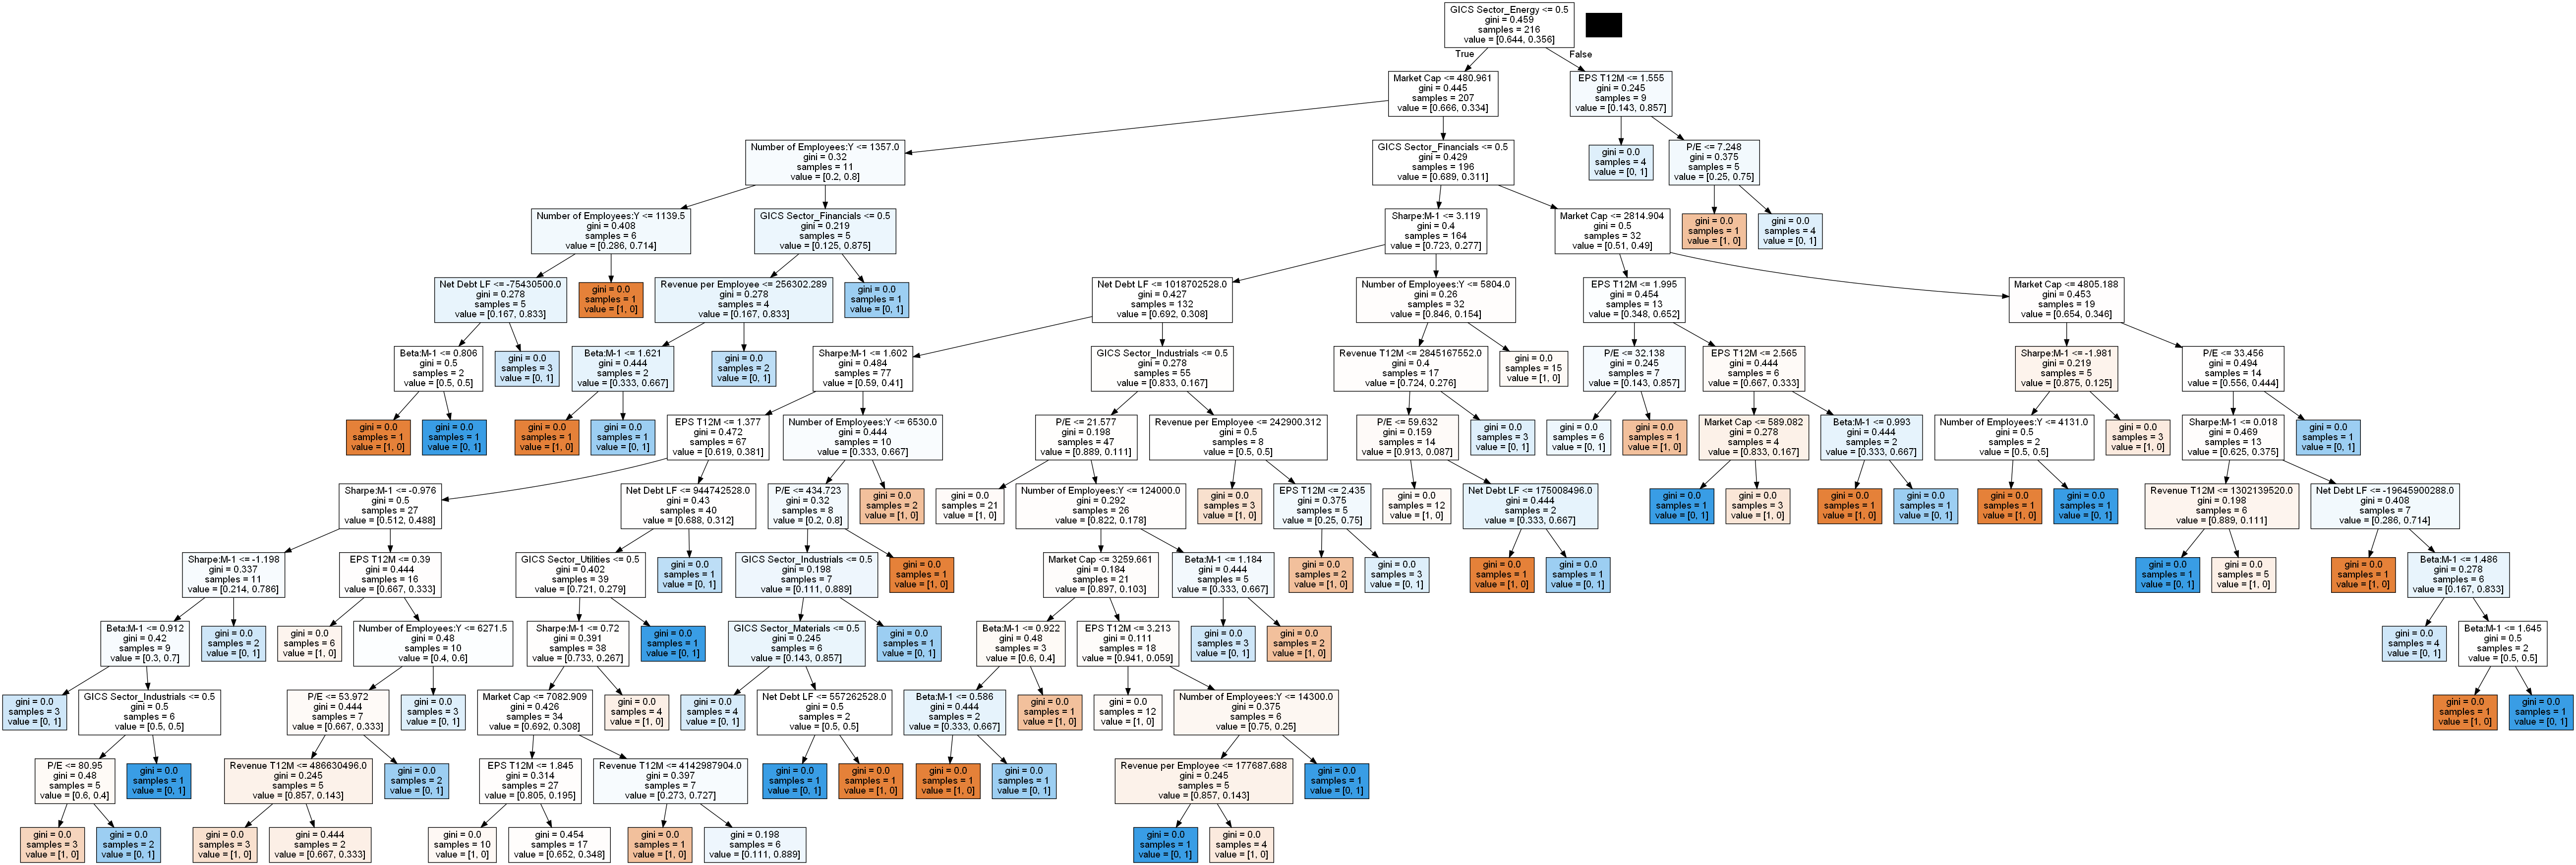 GICS Sector_Energy <= 0.5
gini = 0.459
samples = 216
value = [0.644, 0.356]
True
False
Market Cap <= 480.961
gini = 0.445
samples = 207
value = [0.666, 0.334]
EPS T12M <= 1.555
gini = 0.245
samples = 9
value = [0.143, 0.857]
Number of Employees:Y <= 1357.0
gini = 0.32
samples = 11
value = [0.2, 0.8]
GICS Sector_Financials <= 0.5
gini = 0.429
samples = 196
value = [0.689, 0.311]
gini = 0.0
samples = 4
value = [0, 1]
P/E <= 7.248
gini = 0.375
samples = 5
value = [0.25, 0.75]
Number of Employees:Y <= 1139.5
gini = 0.408
samples = 6
value = [0.286, 0.714]
GICS Sector_Financials <= 0.5
gini = 0.219
samples = 5
value = [0.125, 0.875]
Sharpe:M-1 <= 3.119
gini = 0.4
samples = 164
value = [0.723, 0.277]
Market Cap <= 2814.904
gini = 0.5
samples = 32
value = [0.51, 0.49]
gini = 0.0
samples = 1
value = [1, 0]
gini = 0.0
samples = 4
value = [0, 1]
Net Debt LF <= -75430500.0
gini = 0.278
samples = 5
value = [0.167, 0.833]
gini = 0.0
samples = 1
value = [1, 0]
Revenue per Employee <= 256302.289
gini = 0.278
samples = 4
value = [0.167, 0.833]
gini = 0.0
samples = 1
value = [0, 1]
Net Debt LF <= 1018702528.0
gini = 0.427
samples = 132
value = [0.692, 0.308]
Number of Employees:Y <= 5804.0
gini = 0.26
samples = 32
value = [0.846, 0.154]
EPS T12M <= 1.995
gini = 0.454
samples = 13
value = [0.348, 0.652]
Market Cap <= 4805.188
gini = 0.453
samples = 19
value = [0.654, 0.346]
Beta:M-1 <= 0.806
gini = 0.5
samples = 2
value = [0.5, 0.5]
gini = 0.0
samples = 3
value = [0, 1]
Beta:M-1 <= 1.621
gini = 0.444
samples = 2
value = [0.333, 0.667]
gini = 0.0
samples = 2
value = [0, 1]
Sharpe:M-1 <= 1.602
gini = 0.484
samples = 77
value = [0.59, 0.41]
GICS Sector_Industrials <= 0.5
gini = 0.278
samples = 55
value = [0.833, 0.167]
Revenue T12M <= 2845167552.0
gini = 0.4
samples = 17
value = [0.724, 0.276]
gini = 0.0
samples = 15
value = [1, 0]
P/E <= 32.138
gini = 0.245
samples = 7
value = [0.143, 0.857]
EPS T12M <= 2.565
gini = 0.444
samples = 6
value = [0.667, 0.333]
Sharpe:M-1 <= -1.981
gini = 0.219
samples = 5
value = [0.875, 0.125]
P/E <= 33.456
gini = 0.494
samples = 14
value = [0.556, 0.444]
gini = 0.0
samples = 1
value = [1, 0]
gini = 0.0
samples = 1
value = [0, 1]
gini = 0.0
samples = 1
value = [1, 0]
gini = 0.0
samples = 1
value = [0, 1]
EPS T12M <= 1.377
gini = 0.472
samples = 67
value = [0.619, 0.381]
Number of Employees:Y <= 6530.0
gini = 0.444
samples = 10
value = [0.333, 0.667]
P/E <= 21.577
gini = 0.198
samples = 47
value = [0.889, 0.111]
Revenue per Employee <= 242900.312
gini = 0.5
samples = 8
value = [0.5, 0.5]
P/E <= 59.632
gini = 0.159
samples = 14
value = [0.913, 0.087]
gini = 0.0
samples = 3
value = [0, 1]
gini = 0.0
samples = 6
value = [0, 1]
gini = 0.0
samples = 1
value = [1, 0]
Market Cap <= 589.082
gini = 0.278
samples = 4
value = [0.833, 0.167]
Beta:M-1 <= 0.993
gini = 0.444
samples = 2
value = [0.333, 0.667]
Number of Employees:Y <= 4131.0
gini = 0.5
samples = 2
value = [0.5, 0.5]
gini = 0.0
samples = 3
value = [1, 0]
Sharpe:M-1 <= 0.018
gini = 0.469
samples = 13
value = [0.625, 0.375]
gini = 0.0
samples = 1
value = [0, 1]
Sharpe:M-1 <= -0.976
gini = 0.5
samples = 27
value = [0.512, 0.488]
Net Debt LF <= 944742528.0
gini = 0.43
samples = 40
value = [0.688, 0.312]
P/E <= 434.723
gini = 0.32
samples = 8
value = [0.2, 0.8]
gini = 0.0
samples = 2
value = [1, 0]
gini = 0.0
samples = 21
value = [1, 0]
Number of Employees:Y <= 124000.0
gini = 0.292
samples = 26
value = [0.822, 0.178]
gini = 0.0
samples = 3
value = [1, 0]
EPS T12M <= 2.435
gini = 0.375
samples = 5
value = [0.25, 0.75]
gini = 0.0
samples = 12
value = [1, 0]
Net Debt LF <= 175008496.0
gini = 0.444
samples = 2
value = [0.333, 0.667]
gini = 0.0
samples = 1
value = [0, 1]
gini = 0.0
samples = 3
value = [1, 0]
gini = 0.0
samples = 1
value = [1, 0]
gini = 0.0
samples = 1
value = [0, 1]
gini = 0.0
samples = 1
value = [1, 0]
gini = 0.0
samples = 1
value = [0, 1]
Revenue T12M <= 1302139520.0
gini = 0.198
samples = 6
value = [0.889, 0.111]
Net Debt LF <= -19645900288.0
gini = 0.408
samples = 7
value = [0.286, 0.714]
Sharpe:M-1 <= -1.198
gini = 0.337
samples = 11
value = [0.214, 0.786]
EPS T12M <= 0.39
gini = 0.444
samples = 16
value = [0.667, 0.333]
GICS Sector_Utilities <= 0.5
gini = 0.402
samples = 39
value = [0.721, 0.279]
gini = 0.0
samples = 1
value = [0, 1]
GICS Sector_Industrials <= 0.5
gini = 0.198
samples = 7
value = [0.111, 0.889]
gini = 0.0
samples = 1
value = [1, 0]
Market Cap <= 3259.661
gini = 0.184
samples = 21
value = [0.897, 0.103]
Beta:M-1 <= 1.184
gini = 0.444
samples = 5
value = [0.333, 0.667]
gini = 0.0
samples = 2
value = [1, 0]
gini = 0.0
samples = 3
value = [0, 1]
gini = 0.0
samples = 1
value = [1, 0]
gini = 0.0
samples = 1
value = [0, 1]
gini = 0.0
samples = 1
value = [0, 1]
gini = 0.0
samples = 5
value = [1, 0]
gini = 0.0
samples = 1
value = [1, 0]
Beta:M-1 <= 1.486
gini = 0.278
samples = 6
value = [0.167, 0.833]
Beta:M-1 <= 0.912
gini = 0.42
samples = 9
value = [0.3, 0.7]
gini = 0.0
samples = 2
value = [0, 1]
gini = 0.0
samples = 6
value = [1, 0]
Number of Employees:Y <= 6271.5
gini = 0.48
samples = 10
value = [0.4, 0.6]
Sharpe:M-1 <= 0.72
gini = 0.391
samples = 38
value = [0.733, 0.267]
gini = 0.0
samples = 1
value = [0, 1]
GICS Sector_Materials <= 0.5
gini = 0.245
samples = 6
value = [0.143, 0.857]
gini = 0.0
samples = 1
value = [0, 1]
Beta:M-1 <= 0.922
gini = 0.48
samples = 3
value = [0.6, 0.4]
EPS T12M <= 3.213
gini = 0.111
samples = 18
value = [0.941, 0.059]
gini = 0.0
samples = 3
value = [0, 1]
gini = 0.0
samples = 2
value = [1, 0]
gini = 0.0
samples = 4
value = [0, 1]
Beta:M-1 <= 1.645
gini = 0.5
samples = 2
value = [0.5, 0.5]
gini = 0.0
samples = 3
value = [0, 1]
GICS Sector_Industrials <= 0.5
gini = 0.5
samples = 6
value = [0.5, 0.5]
P/E <= 53.972
gini = 0.444
samples = 7
value = [0.667, 0.333]
gini = 0.0
samples = 3
value = [0, 1]
Market Cap <= 7082.909
gini = 0.426
samples = 34
value = [0.692, 0.308]
gini = 0.0
samples = 4
value = [1, 0]
gini = 0.0
samples = 4
value = [0, 1]
Net Debt LF <= 557262528.0
gini = 0.5
samples = 2
value = [0.5, 0.5]
Beta:M-1 <= 0.586
gini = 0.444
samples = 2
value = [0.333, 0.667]
gini = 0.0
samples = 1
value = [1, 0]
gini = 0.0
samples = 12
value = [1, 0]
Number of Employees:Y <= 14300.0
gini = 0.375
samples = 6
value = [0.75, 0.25]
gini = 0.0
samples = 1
value = [1, 0]
gini = 0.0
samples = 1
value = [0, 1]
P/E <= 80.95
gini = 0.48
samples = 5
value = [0.6, 0.4]
gini = 0.0
samples = 1
value = [0, 1]
Revenue T12M <= 486630496.0
gini = 0.245
samples = 5
value = [0.857, 0.143]
gini = 0.0
samples = 2
value = [0, 1]
EPS T12M <= 1.845
gini = 0.314
samples = 27
value = [0.805, 0.195]
Revenue T12M <= 4142987904.0
gini = 0.397
samples = 7
value = [0.273, 0.727]
gini = 0.0
samples = 1
value = [0, 1]
gini = 0.0
samples = 1
value = [1, 0]
gini = 0.0
samples = 1
value = [1, 0]
gini = 0.0
samples = 1
value = [0, 1]
Revenue per Employee <= 177687.688
gini = 0.245
samples = 5
value = [0.857, 0.143]
gini = 0.0
samples = 1
value = [0, 1]
gini = 0.0
samples = 3
value = [1, 0]
gini = 0.0
samples = 2
value = [0, 1]
gini = 0.0
samples = 3
value = [1, 0]
gini = 0.444
samples = 2
value = [0.667, 0.333]
gini = 0.0
samples = 10
value = [1, 0]
gini = 0.454
samples = 17
value = [0.652, 0.348]
gini = 0.0
samples = 1
value = [1, 0]
gini = 0.198
samples = 6
value = [0.111, 0.889]
gini = 0.0
samples = 1
value = [0, 1]
gini = 0.0
samples = 4
value = [1, 0]